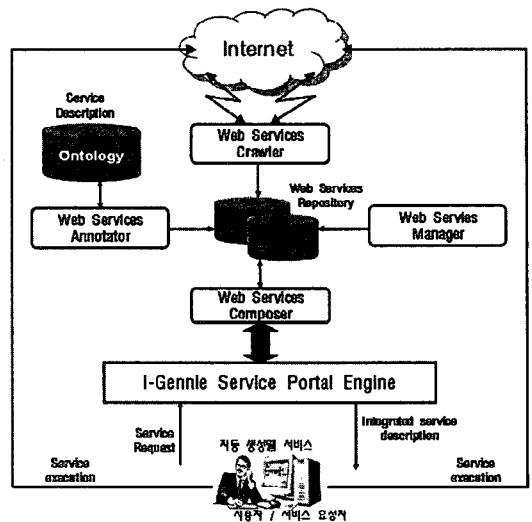 Internet
Service
Description
Ontology
Web Services
Crawler
Web Services
Repository
Web Services
Annotator
Web Servies
Manager
Web Services
Composer
I-Gennie Service Portal Engine
Service
Request
Integrated service
description
자동 생성된 서비스
Service
execution
Service
execution
사용자 / 서비스 요청자